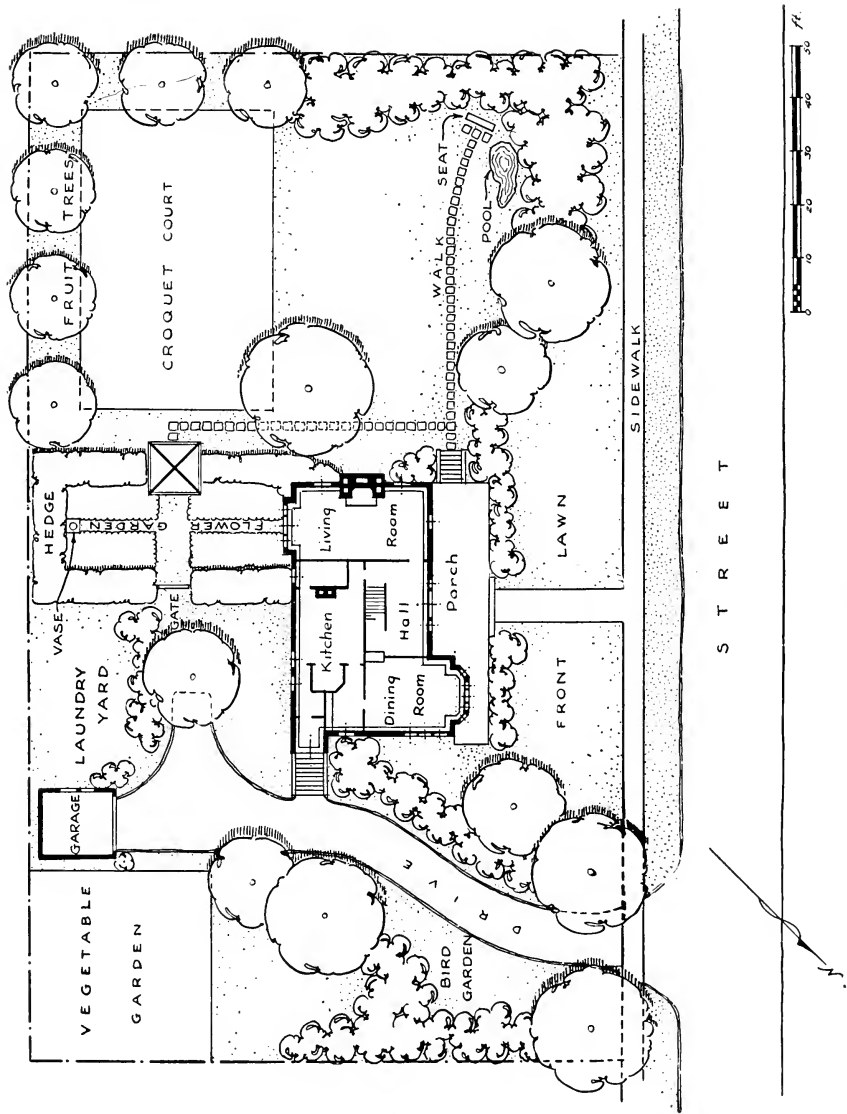 FRUIT TREES
CROQUET COURT
SEAT
WALK
POOL
SIDEWALK
STREET
0 10 20 30 40 50 ft.
HEDGE
FLOWER GARDEN
VASE
GATE
LAUNDRY
YARD
GARAGE
Living
Room
Kitchen
Hall
Dining
Room
Porch
FRONT LAWN
DRIVE
VEGETABLE
GARDEN
BIRD
GARDEN
N.